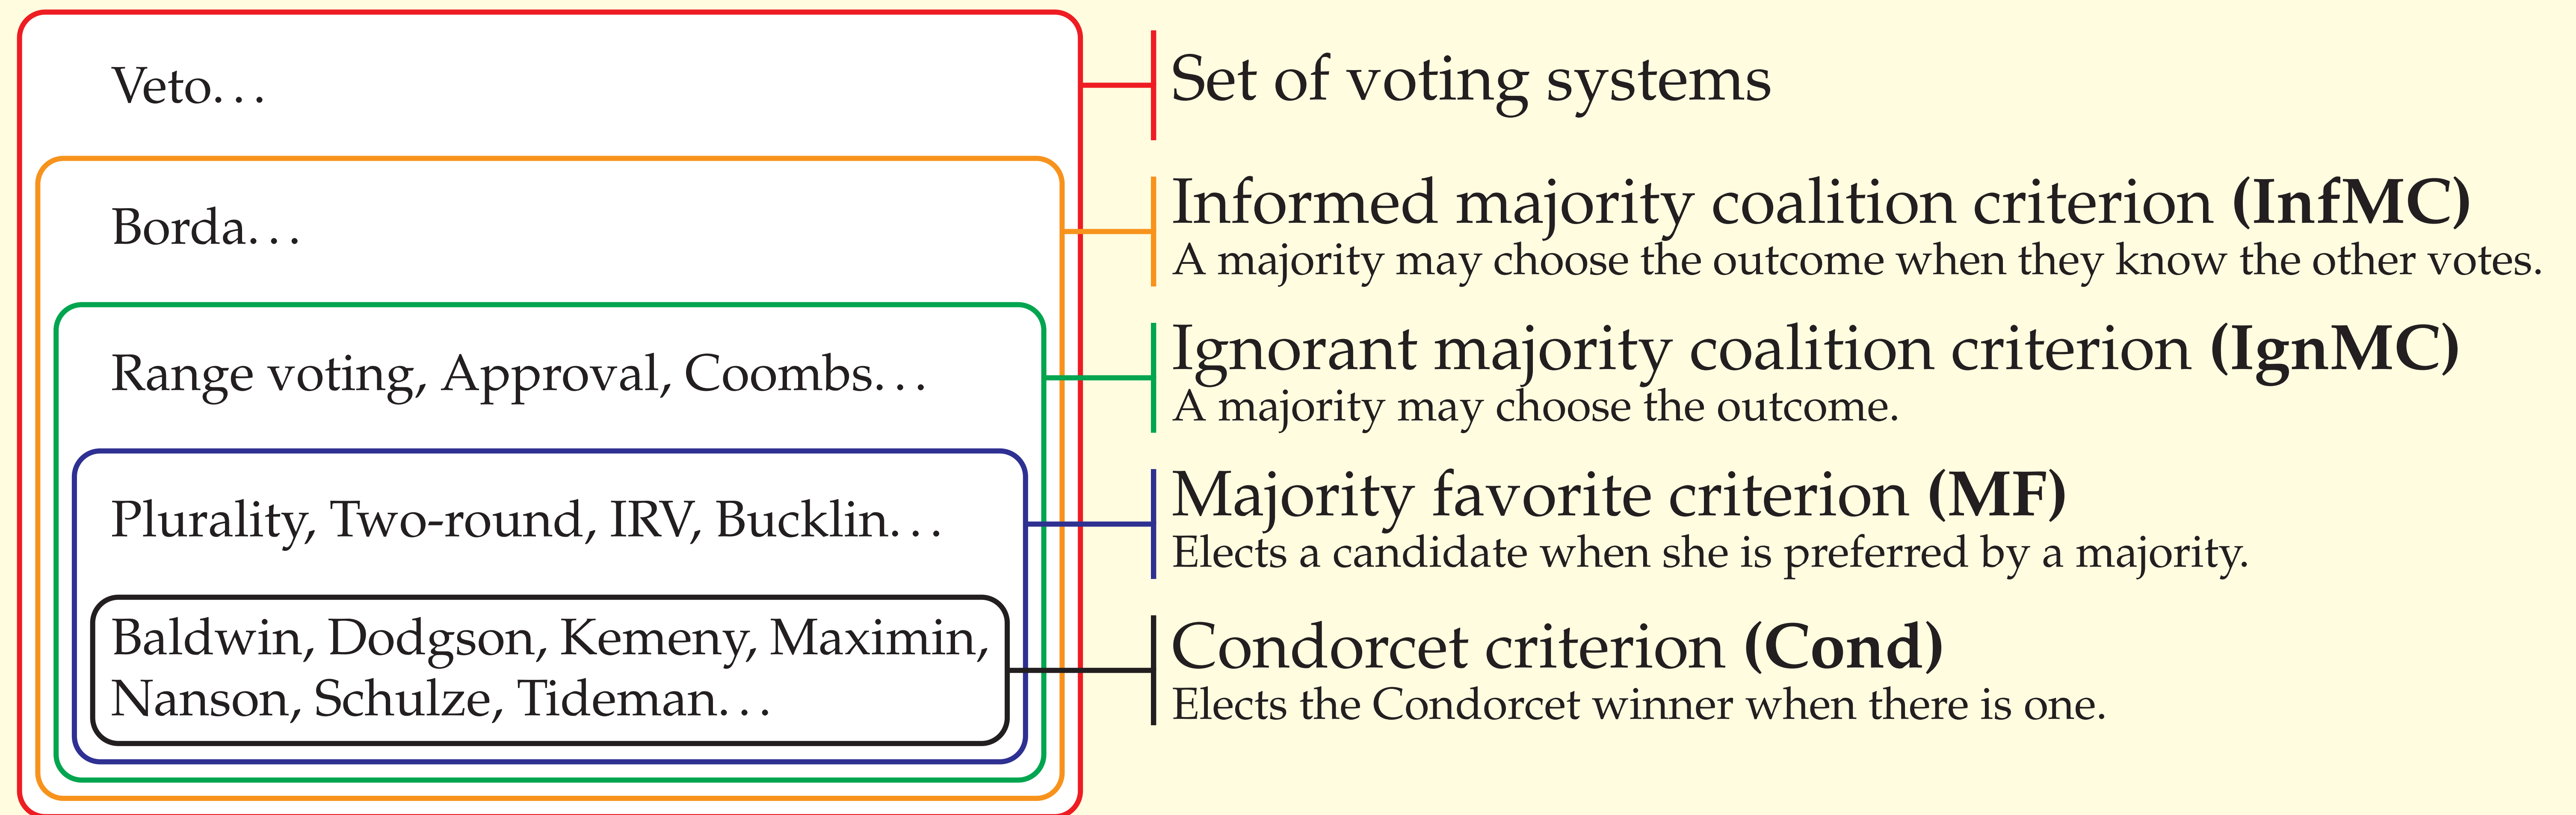 Veto...
Set of voting systems
Borda...
Informed majority coalition criterion (InfMC)
A majority may choose the outcome when they know the other votes.
Range voting, Approval, Coombs...
Ignorant majority coalition criterion (IgnMC)
A majority may choose the outcome.
Plurality, Two-round, IRV, Bucklin...
Majority favorite criterion (MF)
Elects a candidate when she is preferred by a majority.
Baldwin, Dodgson, Kemeny, Maximin,
Nanson, Schulze, Tideman...
Condorcet criterion (Cond)
Elects the Condorcet winner when there is one.